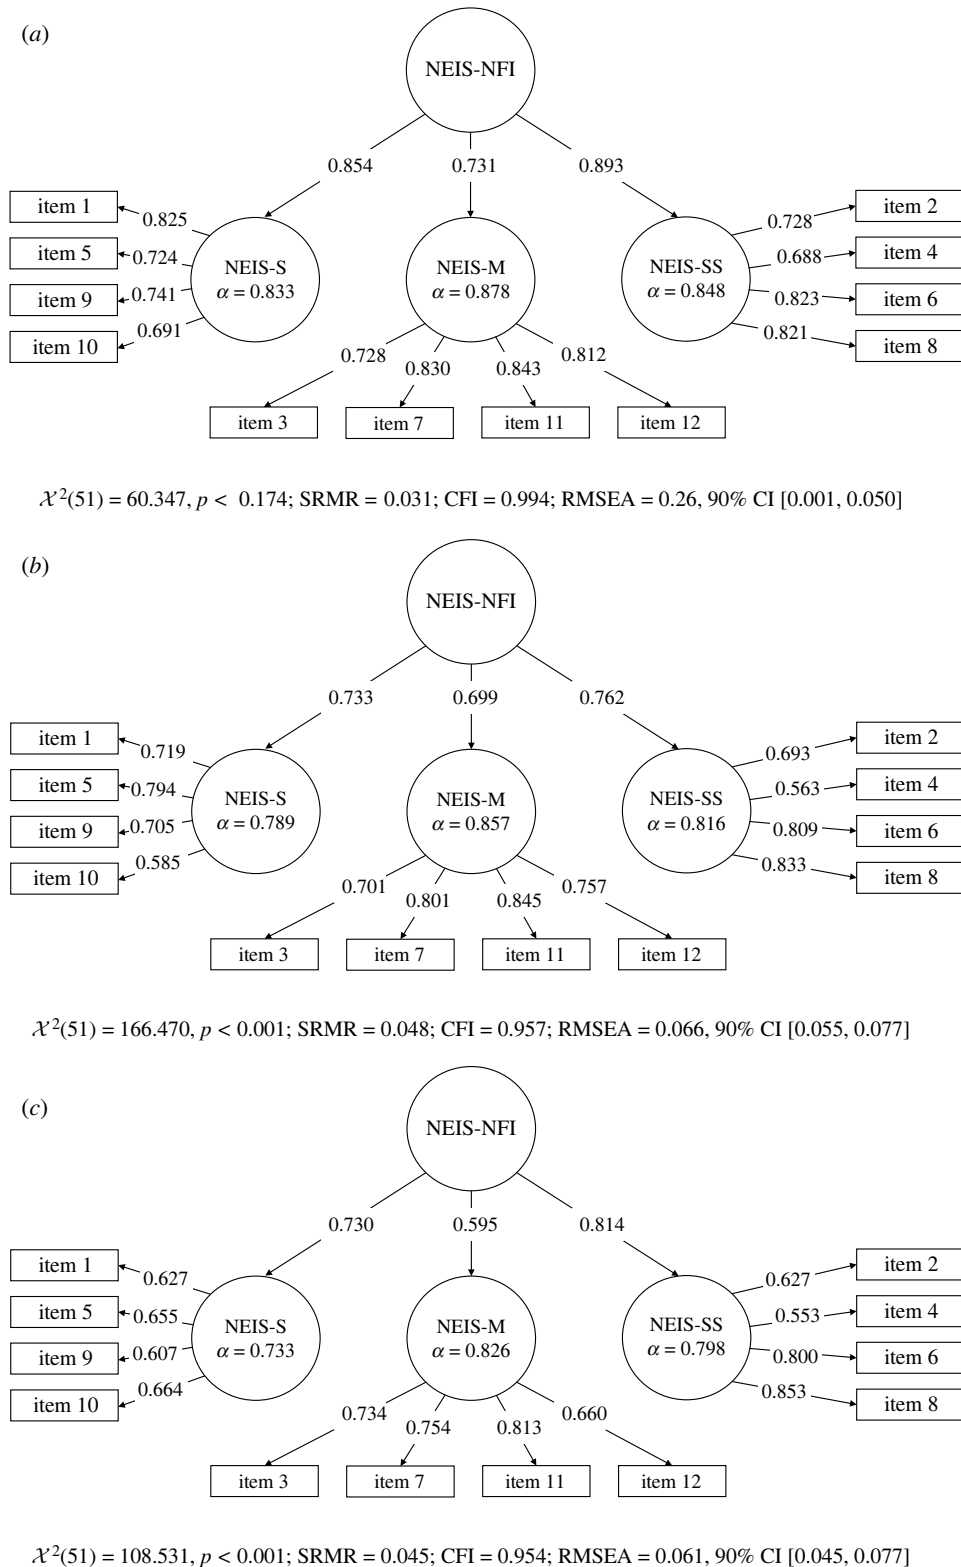 (a)
NEIS-NFI
0.854 0.731 0.893
item 1 0.825 0.728 item 2
item 5 0.724 NEIS-S NEIS-M NEIS-SS 0.688 item 4
item 9 0.741 α = 0.833 α = 0.878 α = 0.848 0.823 item 6
item 10 0.691 0.821 item 8
0.728 0.830 0.843 0.812
item 3 item 7 item 11 item 12
𝒳²(51) = 60.347, p < 0.174; SRMR = 0.031; CFI = 0.994; RMSEA = 0.26, 90% CI [0.001, 0.050]
(b)
NEIS-NFI
0.733 0.699 0.762
item 1 0.719 0.693 item 2
item 5 0.794 NEIS-S NEIS-M NEIS-SS 0.563 item 4
item 9 0.705 α = 0.789 α = 0.857 α = 0.816 0.809 item 6
item 10 0.585 0.833 item 8
0.701 0.801 0.845 0.757
item 3 item 7 item 11 item 12
𝒳²(51) = 166.470, p < 0.001; SRMR = 0.048; CFI = 0.957; RMSEA = 0.066, 90% CI [0.055, 0.077]
(c)
NEIS-NFI
0.730 0.595 0.814
item 1 0.627 0.627 item 2
item 5 0.655 NEIS-S NEIS-M NEIS-SS 0.553 item 4
item 9 0.607 α = 0.733 α = 0.826 α = 0.798 0.800 item 6
item 10 0.664 0.853 item 8
0.734 0.754 0.813 0.660
item 3 item 7 item 11 item 12
𝒳²(51) = 108.531, p < 0.001; SRMR = 0.045; CFI = 0.954; RMSEA = 0.061, 90% CI [0.045, 0.077]